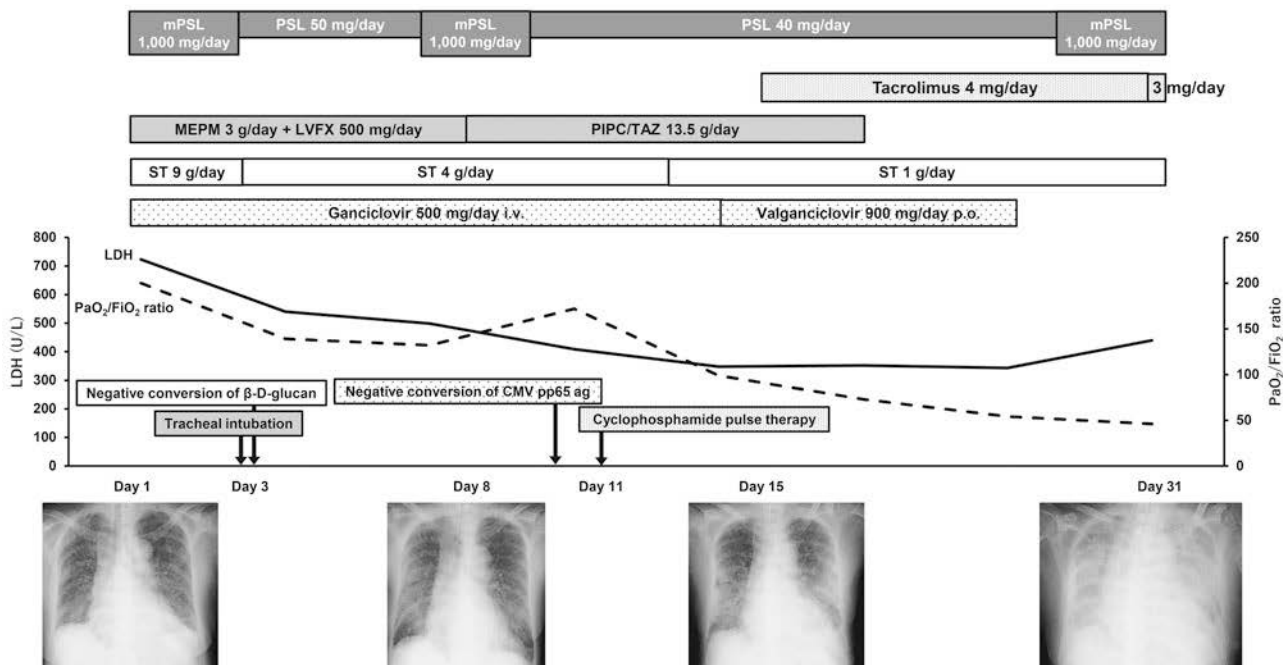 mPSL
1,000 mg/day
PSL 50 mg/day
mPSL
1,000 mg/day
PSL 40 mg/day
mPSL
1,000 mg/day
Tacrolimus 4 mg/day
3 mg/day
MEPM 3 g/day + LVFX 500 mg/day
PIPC/TAZ 13.5 g/day
ST 9 g/day
ST 4 g/day
ST 1 g/day
Ganciclovir 500 mg/day i.v.
Valganciclovir 900 mg/day p.o.
LDH (U/L)
800
700
600
500
400
300
200
100
0
LDH
PaO₂/FiO₂ ratio
Negative conversion of β-D-glucan
Tracheal intubation
Negative conversion of CMV pp65 ag
Cyclophosphamide pulse therapy
250
200
150
100
50
0
PaO₂/FiO₂ ratio
Day 1
Day 3
Day 8
Day 11
Day 15
Day 31